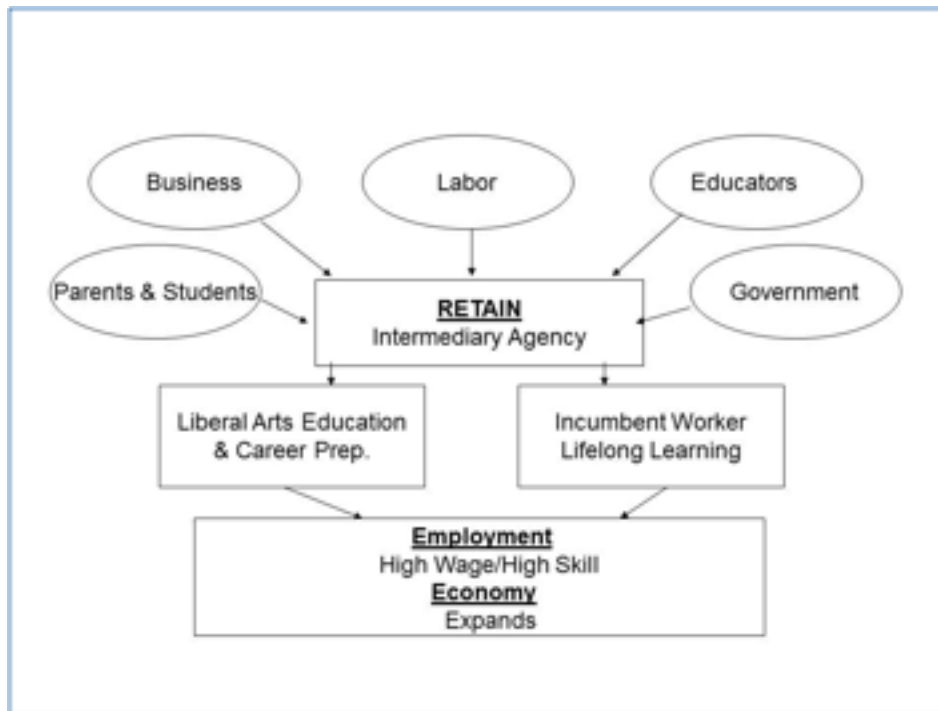 Business
Labor
Educators
Parents & Students
Government
RETAIN
Intermediary Agency
Liberal Arts Education
& Career Prep.
Incumbent Worker
Lifelong Learning
Employment
High Wage/High Skill
Economy
Expands